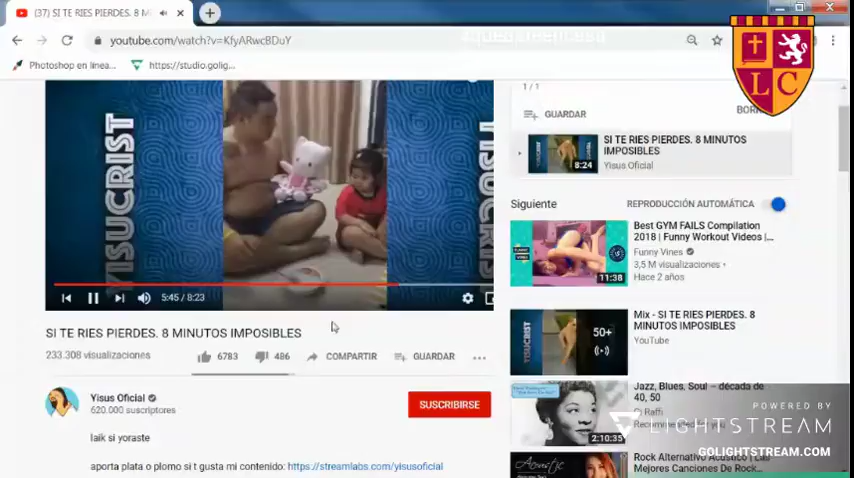 (37) SI TE RIES PIERDES. 8 M
youtube.com/watch?v=KfyARwcBDuY
Photoshop en línea...
https://studio.golig...
LC
YISUCRIST
YISUCRIS
5:45 / 8:23
SI TE RIES PIERDES. 8 MINUTOS IMPOSIBLES
233.308 visualizaciones
6783
486
COMPARTIR
GUARDAR
Yisus Oficial
620.000 suscriptores
SUSCRIBIRSE
laik si yoraste
aporta plata o plomo si t gusta mi contenido: https://streamlabs.com/yisusoficial
1 / 1
GUARDAR
BOR
8:24
SI TE RIES PIERDES. 8 MINUTOS
IMPOSIBLES
Yisus Oficial
Siguiente
REPRODUCCIÓN AUTOMÁTICA
11:38
Best GYM FAILS Compilation
2018 | Funny Workout Videos |...
Funny Vines
3,5 M visualizaciones •
Hace 2 años
50+
Mix - SI TE RIES PIERDES. 8
MINUTOS IMPOSIBLES
YouTube
2:10:35
Jazz, Blues, Soul – década de
40, 50
Di Raffi
Acoustic
Rock Alternativo Acústico | Las
Mejores Canciones De Rock...
POWERED BY
LIGHTSTREAM
GOLIGHTSTREAM.COM